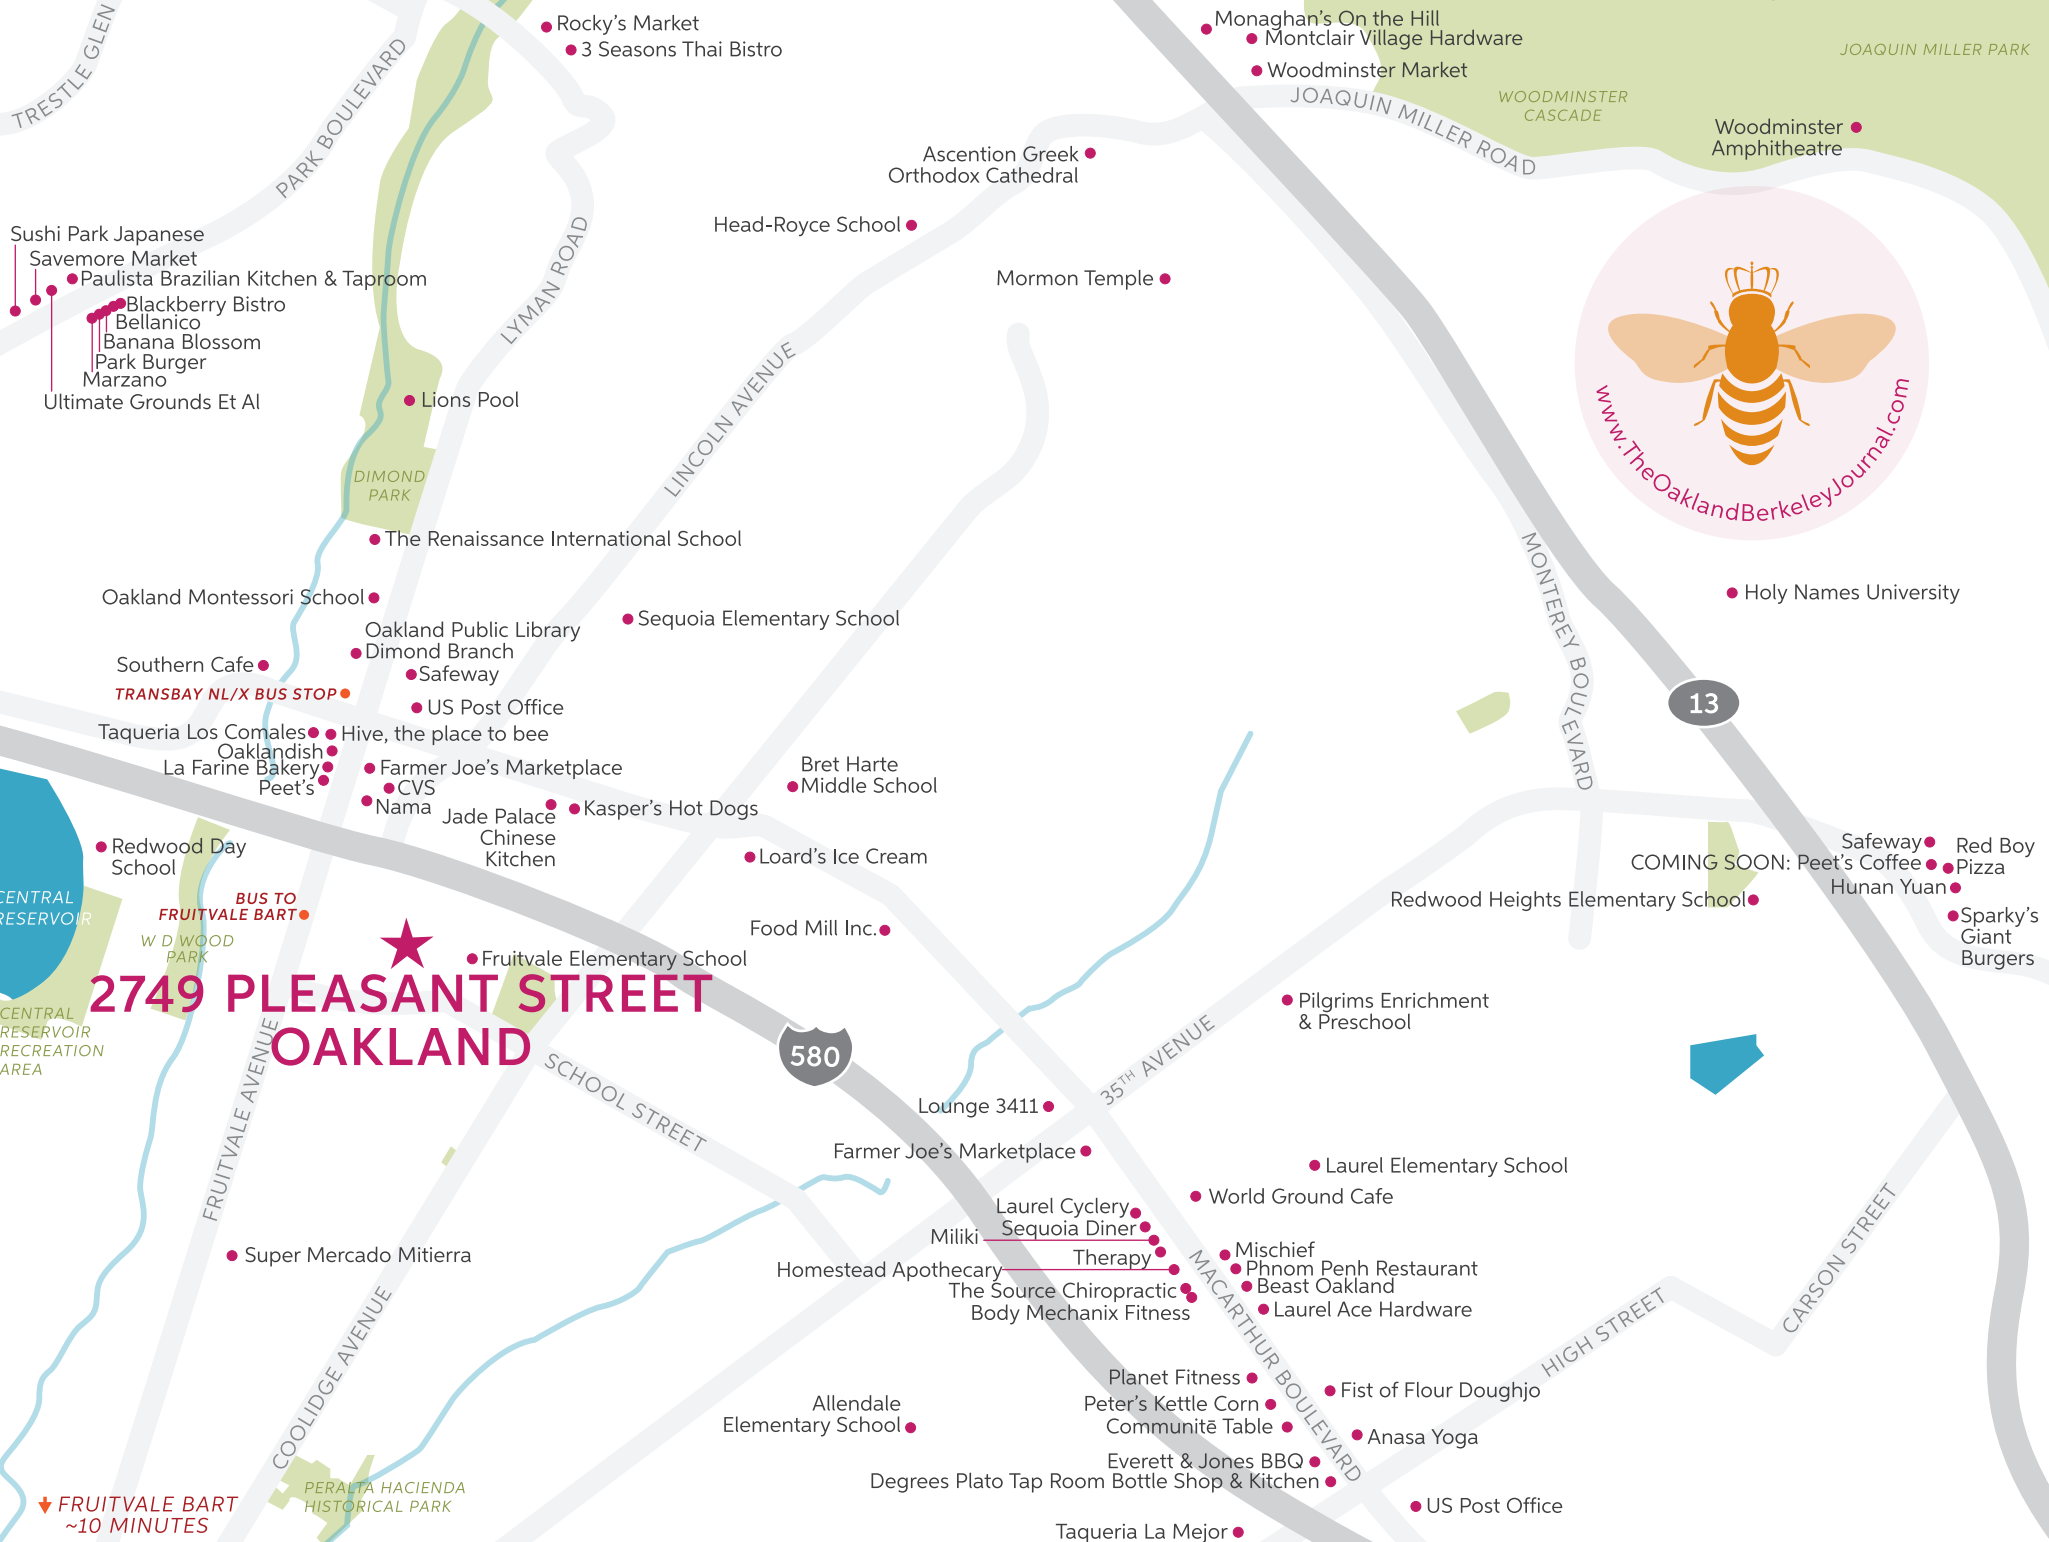 Rocky's Market
3 Seasons Thai Bistro
Monaghan's On the Hill
Montclair Village Hardware
Woodminster Market
JOAQUIN MILLER PARK
WOODMINSTER
CASCADE
JOAQUIN MILLER ROAD
Woodminster
Amphitheatre
TRESTLE GLEN
PARK BOULEVARD
Ascention Greek
Orthodox Cathedral
Head-Royce School
Mormon Temple
LYMAN ROAD
Sushi Park Japanese
Savemore Market
Paulista Brazilian Kitchen & Taproom
Blackberry Bistro
Bellanico
Banana Blossom
Park Burger
Marzano
Ultimate Grounds Et Al
Lions Pool
LINCOLN AVENUE
DIMOND
PARK
www.TheOaklandBerkeleyJournal.com
The Renaissance International School
MONTEREY BOULEVARD
Holy Names University
Oakland Montessori School
Sequoia Elementary School
Oakland Public Library
Dimond Branch
Southern Cafe
Safeway
TRANSBAY NL/X BUS STOP
US Post Office
13
Taqueria Los Comales
Hive, the place to bee
Oaklandish
La Farine Bakery
Farmer Joe's Marketplace
Peet's
CVS
Nama
Jade Palace
Chinese
Kitchen
Kasper's Hot Dogs
Bret Harte
Middle School
Redwood Day
School
Loard's Ice Cream
Safeway
Red Boy
Pizza
COMING SOON: Peet's Coffee
Hunan Yuan
Redwood Heights Elementary School
Sparky's
Giant
Burgers
CENTRAL
RESERVOIR
BUS TO
FRUITVALE BART
W D WOOD
PARK
Food Mill Inc.
Fruitvale Elementary School
2749 PLEASANT STREET
OAKLAND
CENTRAL
RESERVOIR
RECREATION
AREA
580
Pilgrims Enrichment
& Preschool
35TH AVENUE
SCHOOL STREET
FRUITVALE AVENUE
Lounge 3411
Farmer Joe's Marketplace
Laurel Elementary School
World Ground Cafe
Laurel Cyclery
Sequoia Diner
Miliki
Therapy
Homestead Apothecary
The Source Chiropractic
Body Mechanix Fitness
Mischief
Phnom Penh Restaurant
Beast Oakland
Laurel Ace Hardware
MACARTHUR BOULEVARD
CARSON STREET
HIGH STREET
Super Mercado Mitierra
COOLIDGE AVENUE
Planet Fitness
Fist of Flour Doughjo
Peter's Kettle Corn
Communitē Table
Anasa Yoga
Allendale
Elementary School
Everett & Jones BBQ
Degrees Plato Tap Room Bottle Shop & Kitchen
US Post Office
Taqueria La Mejor
PERALTA HACIENDA
HISTORICAL PARK
FRUITVALE BART
~10 MINUTES